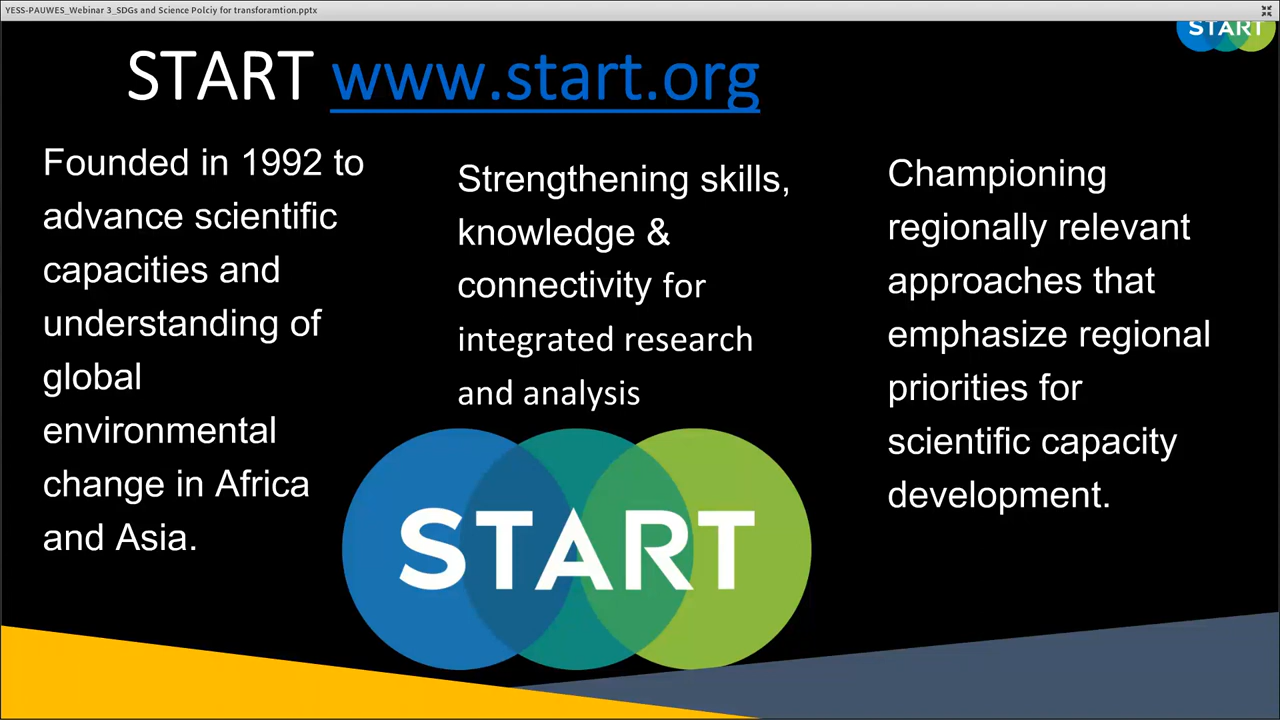 YESS-PAUWES_Webinar 3_SDGs and Science Polciy for transforamtion.pptx
START
START www.start.org
Founded in 1992 to
advance scientific
capacities and
understanding of
global
environmental
change in Africa
and Asia.
Strengthening skills,
knowledge &
connectivity for
integrated research
and analysis
START
Championing
regionally relevant
approaches that
emphasize regional
priorities for
scientific capacity
development.